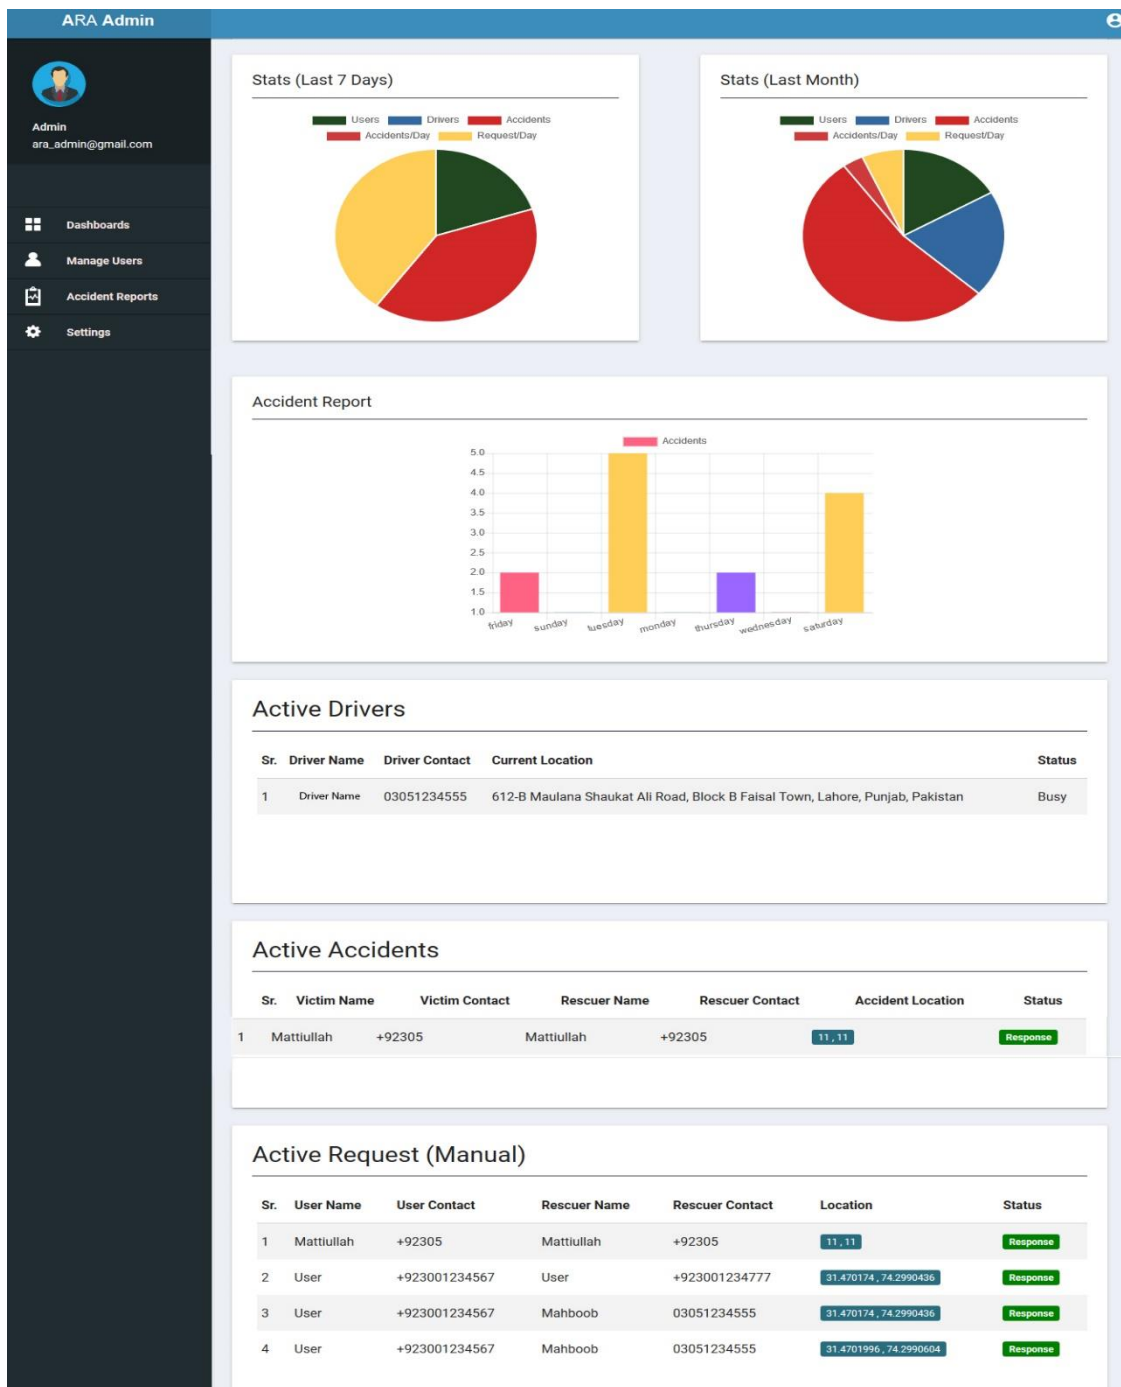 ARA Admin
Admin
ara_admin@gmail.com
Dashboards
Manage Users
Accident Reports
Settings
Stats (Last 7 Days)
Users Drivers Accidents
Accidents/Day Request/Day
Stats (Last Month)
Users Drivers Accidents
Accidents/Day Request/Day
Accident Report
Accidents
5.0
4.5
4.0
3.5
3.0
2.5
2.0
1.5
1.0
friday sunday tuesday monday thursday wednesday saturday
Active Drivers
Sr. Driver Name Driver Contact Current Location Status
1 Driver Name 03051234555 612-B Maulana Shaukat Ali Road, Block B Faisal Town, Lahore, Punjab, Pakistan Busy
Active Accidents
Sr. Victim Name Victim Contact Rescuer Name Rescuer Contact Accident Location Status
1 Mattiullah +92305 Mattiullah +92305 11 , 11 Response
Active Request (Manual)
Sr. User Name User Contact Rescuer Name Rescuer Contact Location Status
1 Mattiullah +92305 Mattiullah +92305 11 , 11 Response
2 User +923001234567 User +923001234777 31.470174 , 74.2990436 Response
3 User +923001234567 Mahboob 03051234555 31.470174 , 74.2990436 Response
4 User +923001234567 Mahboob 03051234555 31.4701996 , 74.2990604 Response